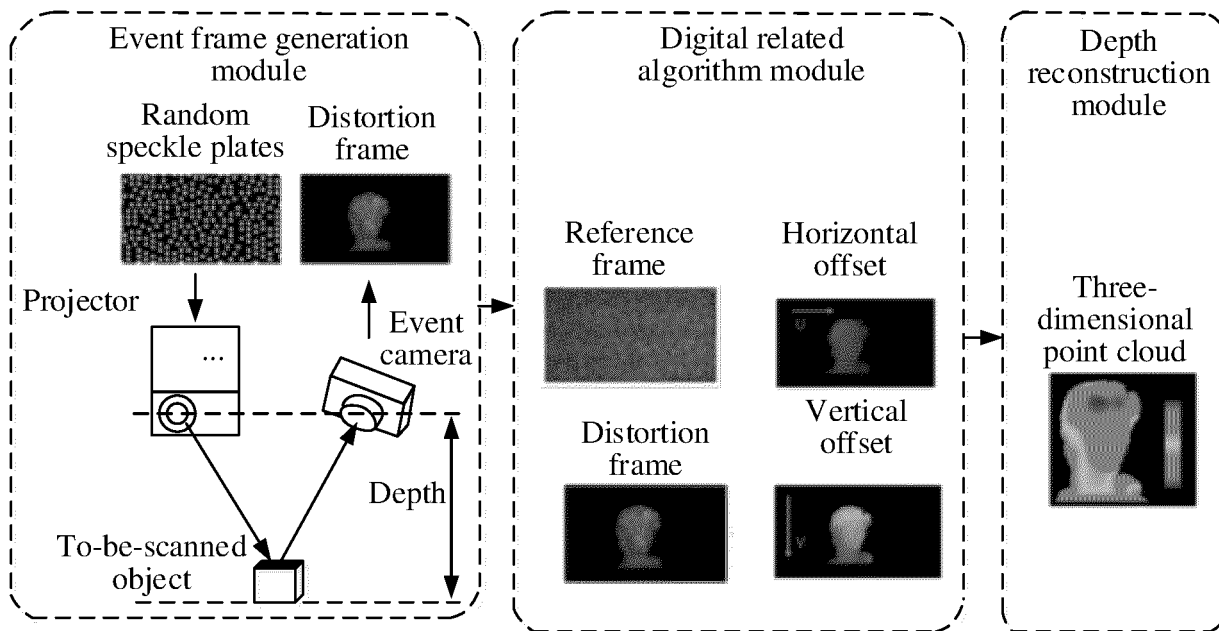 Event frame generation
module
Random
speckle plates
Distortion
frame
Projector
...
Event
camera
Depth
To-be-scanned
object
Digital related
algorithm module
Reference
frame
Horizontal
offset
U
Distortion
frame
Vertical
offset
V
Depth
reconstruction
module
Three-
dimensional
point cloud